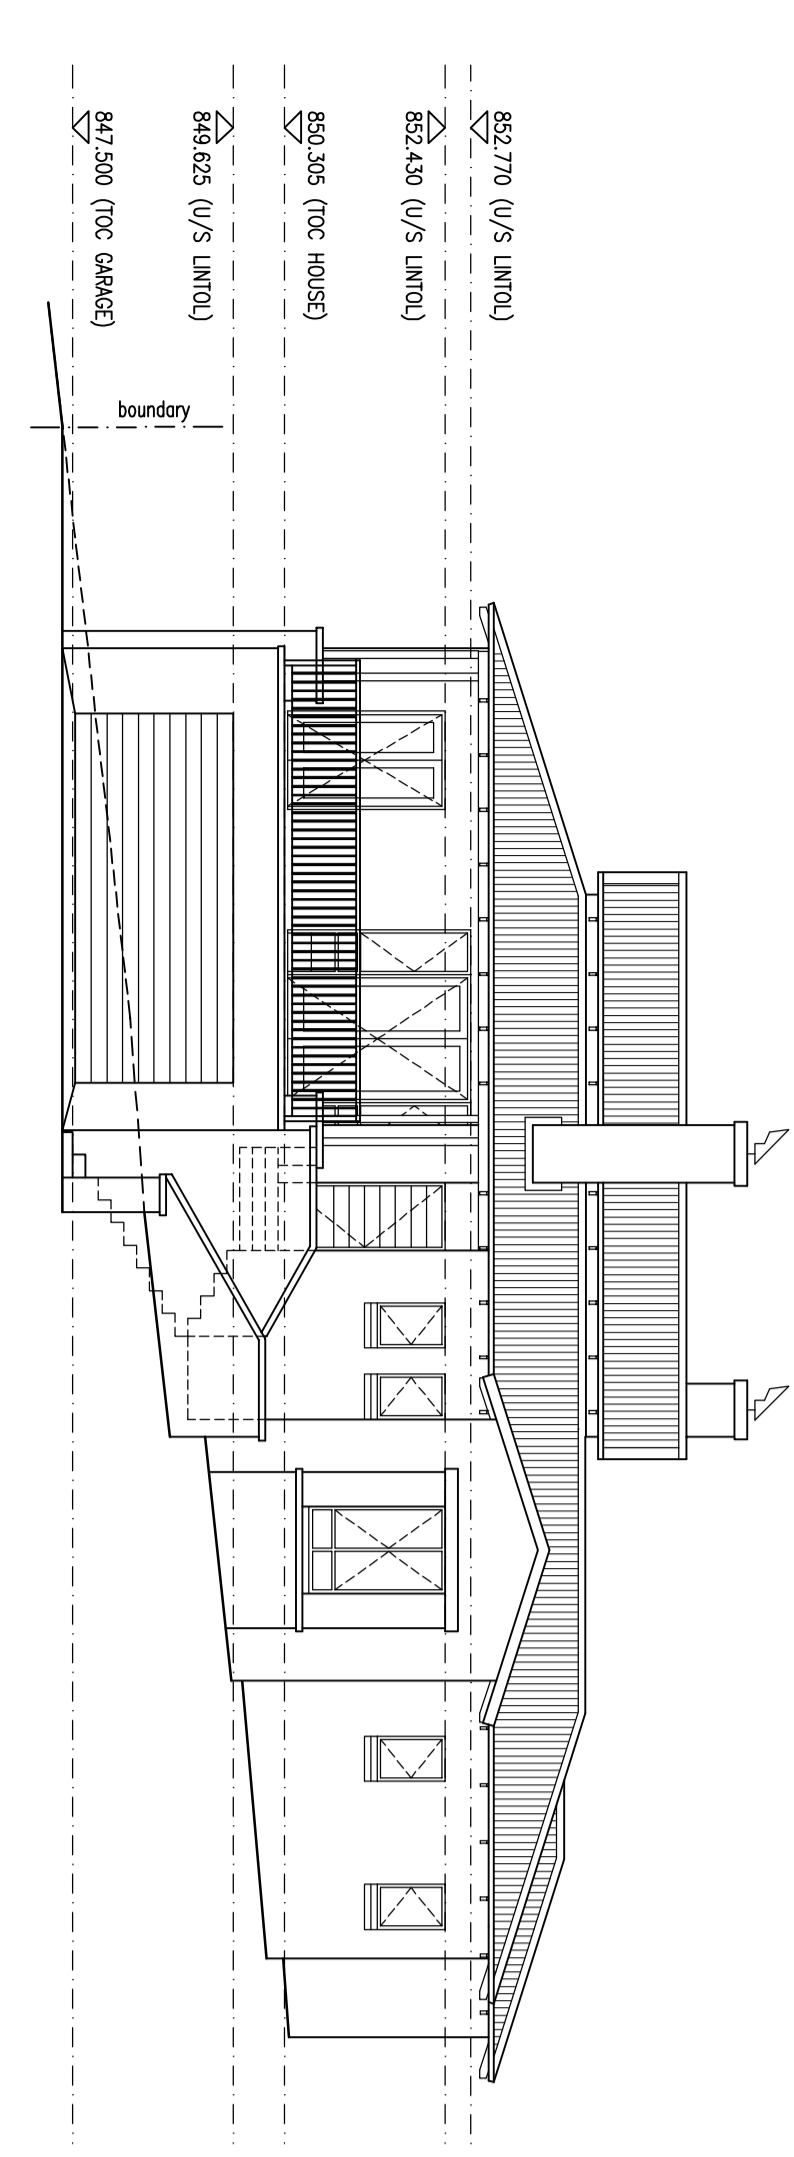 852.770 (U/S LINTOL)
852.430 (U/S LINTOL)
850.305 (TOC HOUSE)
849.625 (U/S LINTOL)
847.500 (TOC GARAGE)
boundary